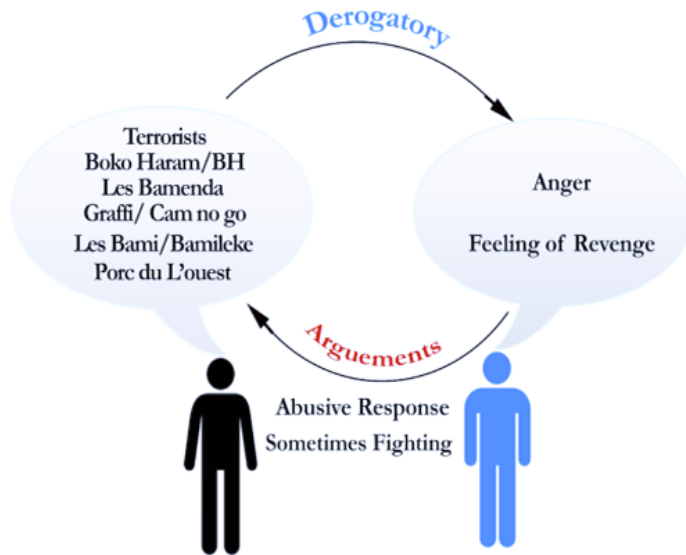 Derogatory
Terrorists
Boko Haram/BH
Les Bamenda
Graffi/ Cam no go
Les Bami/Bamileke
Porc du L'ouest
Anger
Feeling of Revenge
Arguements
Abusive Response
Sometimes Fighting